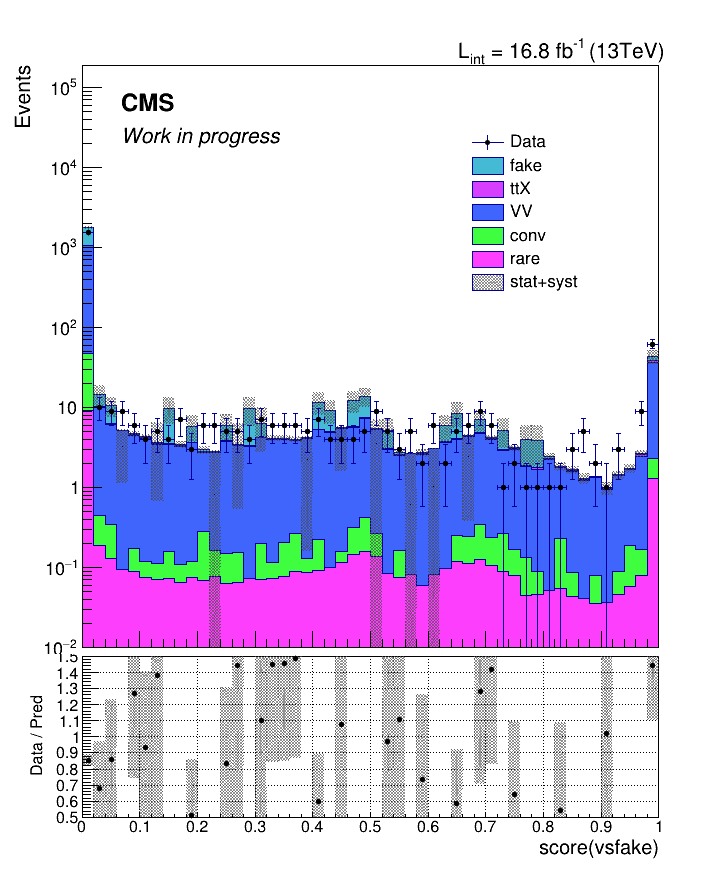 L_int = 16.8 fb^-1 (13TeV)
Events
CMS
Work in progress
Data
fake
ttX
VV
conv
rare
stat+syst
10^5
10^4
10^3
10^2
10
1
10^-1
10^-2
Data / Pred
1.5
1.4
1.3
1.2
1.1
1
0.9
0.8
0.7
0.6
0.5
0 0.1 0.2 0.3 0.4 0.5 0.6 0.7 0.8 0.9 1
score(vsfake)